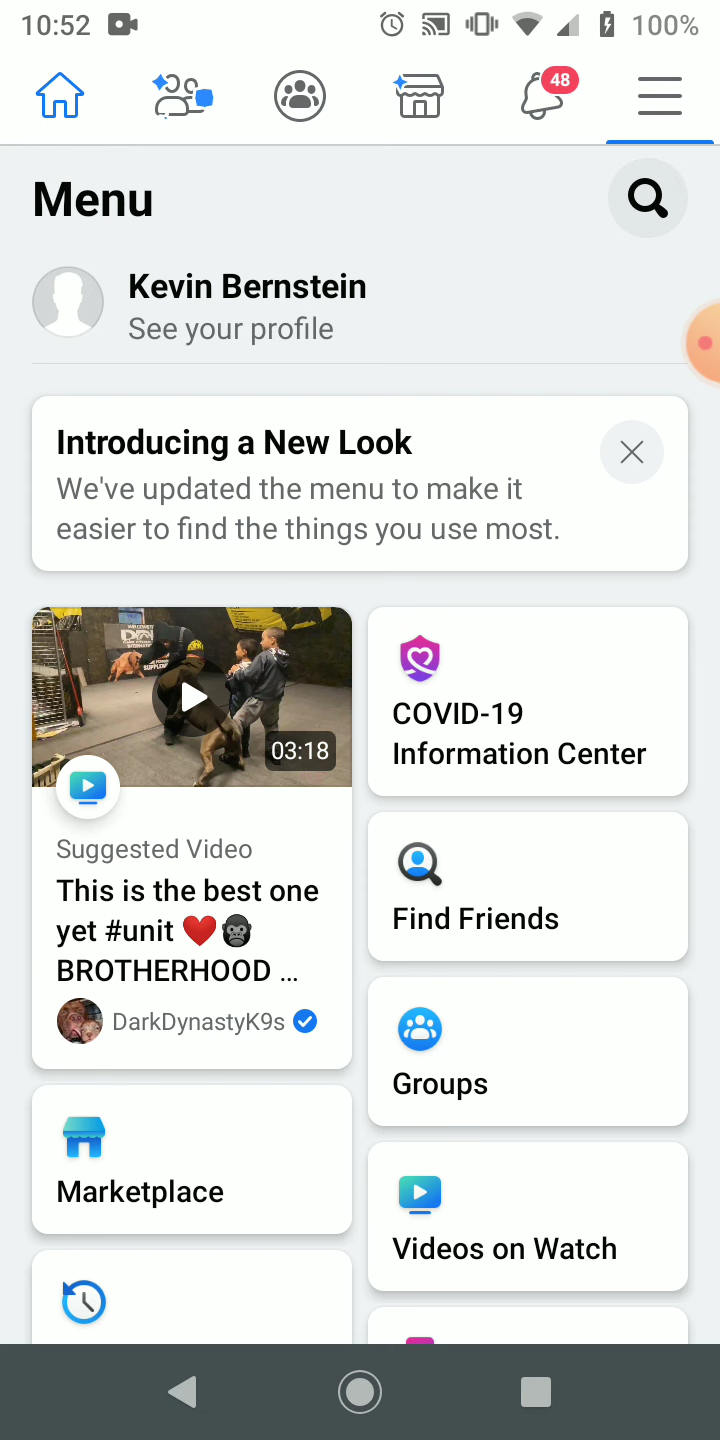 10:52
100%
48
Menu
Kevin Bernstein
See your profile
Introducing a New Look
We've updated the menu to make it
easier to find the things you use most.
03:18
Suggested Video
This is the best one
yet #unit ❤️🦍
BROTHERHOOD ...
DarkDynastyK9s
COVID-19
Information Center
Find Friends
Groups
Marketplace
Videos on Watch